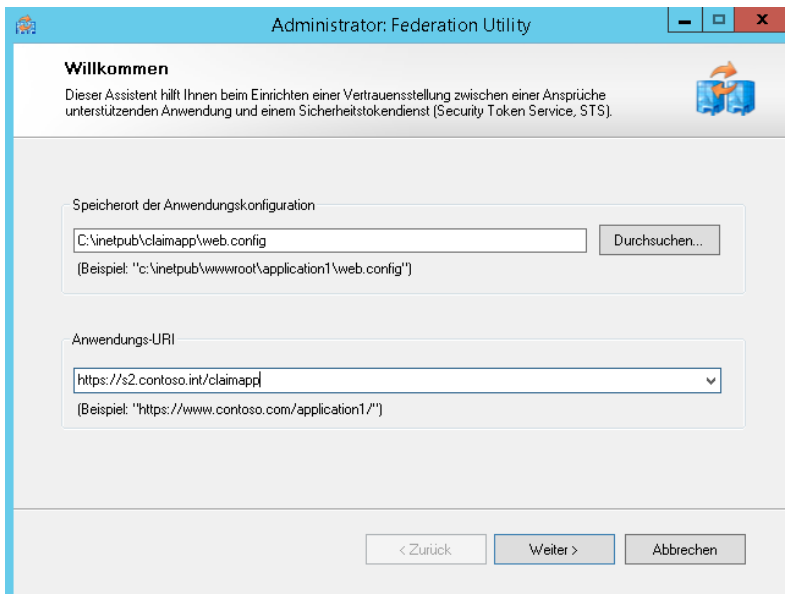 Administrator: Federation Utility
Willkommen
Dieser Assistent hilft Ihnen beim Einrichten einer Vertrauensstellung zwischen einer Ansprüche
unterstützenden Anwendung und einem Sicherheitstokendienst (Security Token Service, STS).
Speicherort der Anwendungskonfiguration
C:\inetpub\claimapp\web.config
Durchsuchen...
(Beispiel: "c:\inetpub\wwwroot\application1\web.config")
Anwendungs-URI
https://s2.contoso.int/claimapp
(Beispiel: "https://www.contoso.com/application1/")
< Zurück
Weiter >
Abbrechen